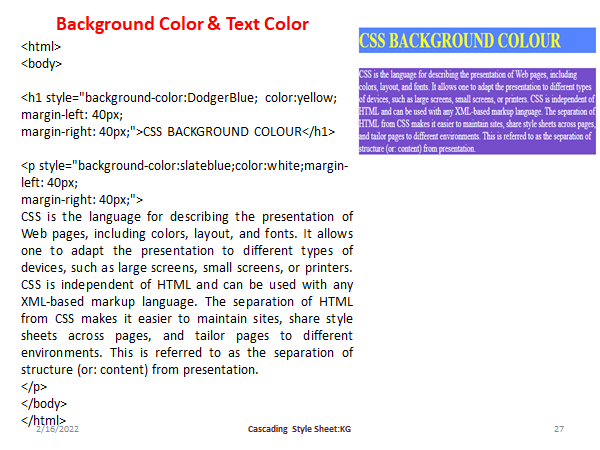 Background Color & Text Color
<html>
<body>
<h1 style="background-color:DodgerBlue; color:yellow;
margin-left: 40px;
margin-right: 40px;">CSS BACKGROUND COLOUR</h1>
<p style="background-color:slateblue;color:white;margin-
left: 40px;
margin-right: 40px;">
CSS is the language for describing the presentation of
Web pages, including colors, layout, and fonts. It allows
one to adapt the presentation to different types of
devices, such as large screens, small screens, or printers.
CSS is independent of HTML and can be used with any
XML-based markup language. The separation of HTML
from CSS makes it easier to maintain sites, share style
sheets across pages, and tailor pages to different
environments. This is referred to as the separation of
structure (or: content) from presentation.
</p>
</body>
</html>
CSS BACKGROUND COLOUR
CSS is the language for describing the presentation of Web pages, including
colors, layout, and fonts. It allows one to adapt the presentation to different types
of devices, such as large screens, small screens, or printers. CSS is independent of
HTML and can be used with any XML-based markup language. The separation of
HTML from CSS makes it easier to maintain sites, share style sheets across pages,
and tailor pages to different environments. This is referred to as the separation of
structure (or: content) from presentation.
2/16/2022
Cascading Style Sheet:KG
27